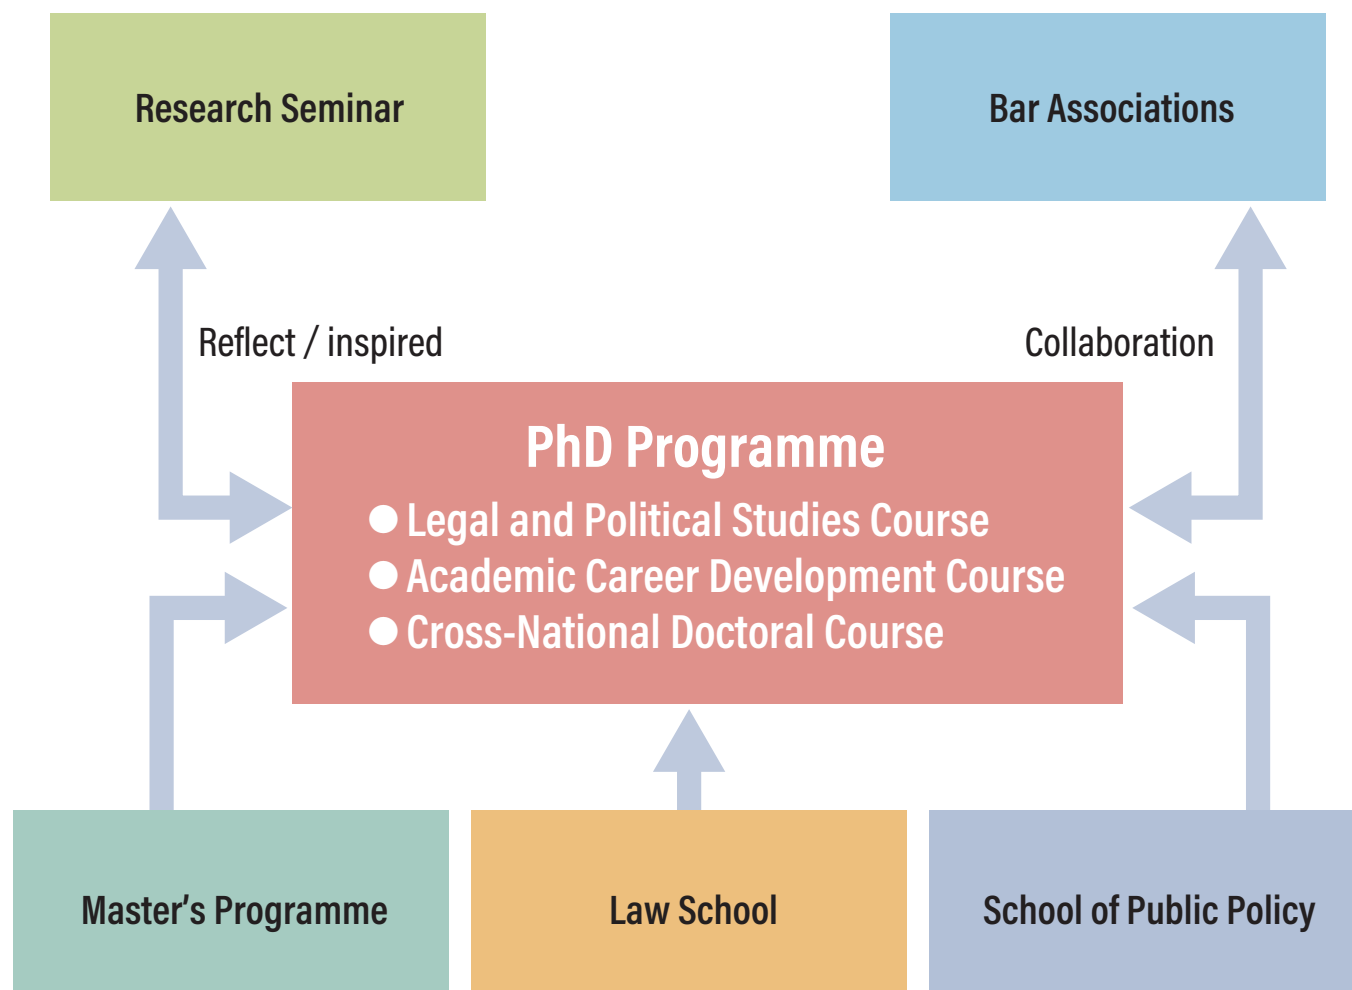 Research Seminar
Bar Associations
Reflect / inspired
Collaboration
PhD Programme
● Legal and Political Studies Course
● Academic Career Development Course
● Cross-National Doctoral Course
Master’s Programme
Law School
School of Public Policy